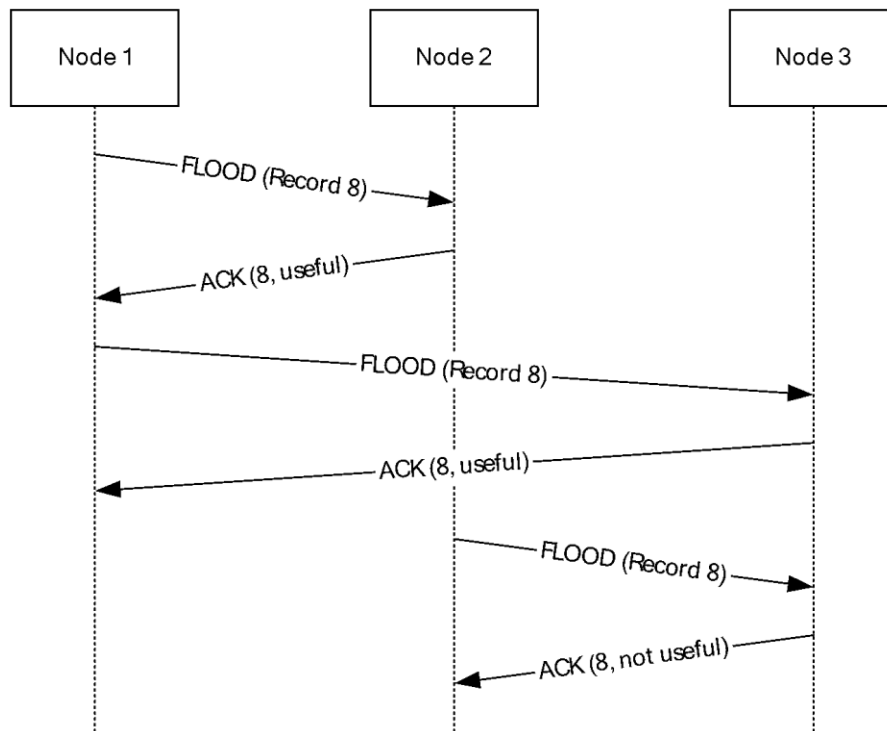 Node 1
Node 2
Node 3
FLOOD (Record 8)
ACK (8, useful)
FLOOD (Record 8)
ACK (8, useful)
FLOOD (Record 8)
ACK (8, not useful)